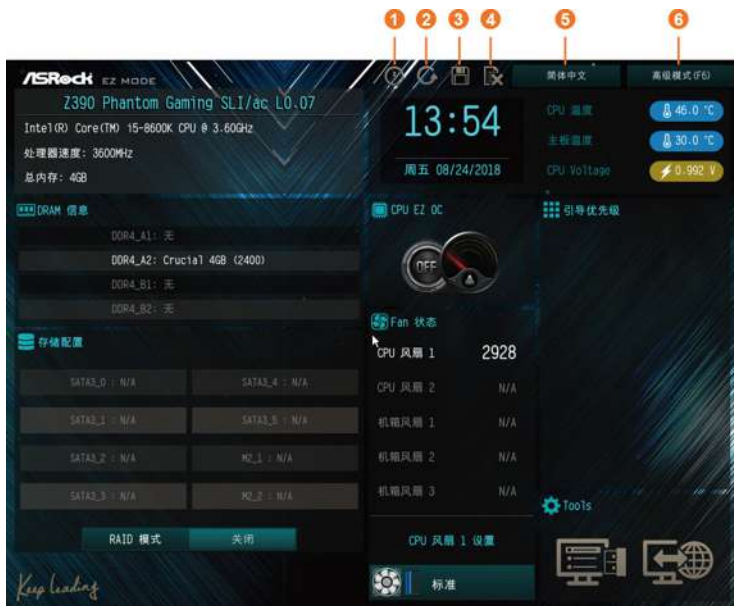 1 2 3 4 5 6
ASRock EZ MODE
简体中文
高级模式(F6)
Z390 Phantom Gaming SLI/ac L0.07
Intel(R) Core(TM) i5-8600K CPU @ 3.60GHz
处理器速度: 3600MHz
总内存: 4GB
13:54
周五 08/24/2018
CPU 温度 46.0 °C
主板温度 30.0 °C
CPU Voltage 0.992 V
DRAM 信息
DDR4_A1: 无
DDR4_A2: Crucial 4GB (2400)
DDR4_B1: 无
DDR4_B2: 无
存储配置
SATA3_0 : N/A
SATA3_4 : N/A
SATA3_1 : N/A
SATA3_5 : N/A
SATA3_2 : N/A
M2_1 : N/A
SATA3_3 : N/A
M2_2 : N/A
RAID 模式
关闭
Keep Leading
CPU EZ OC
OFF
Fan 状态
CPU 风扇 1 2928
CPU 风扇 2 N/A
机箱风扇 1 N/A
机箱风扇 2 N/A
机箱风扇 3 N/A
CPU 风扇 1 设置
标准
引导优先级
Tools